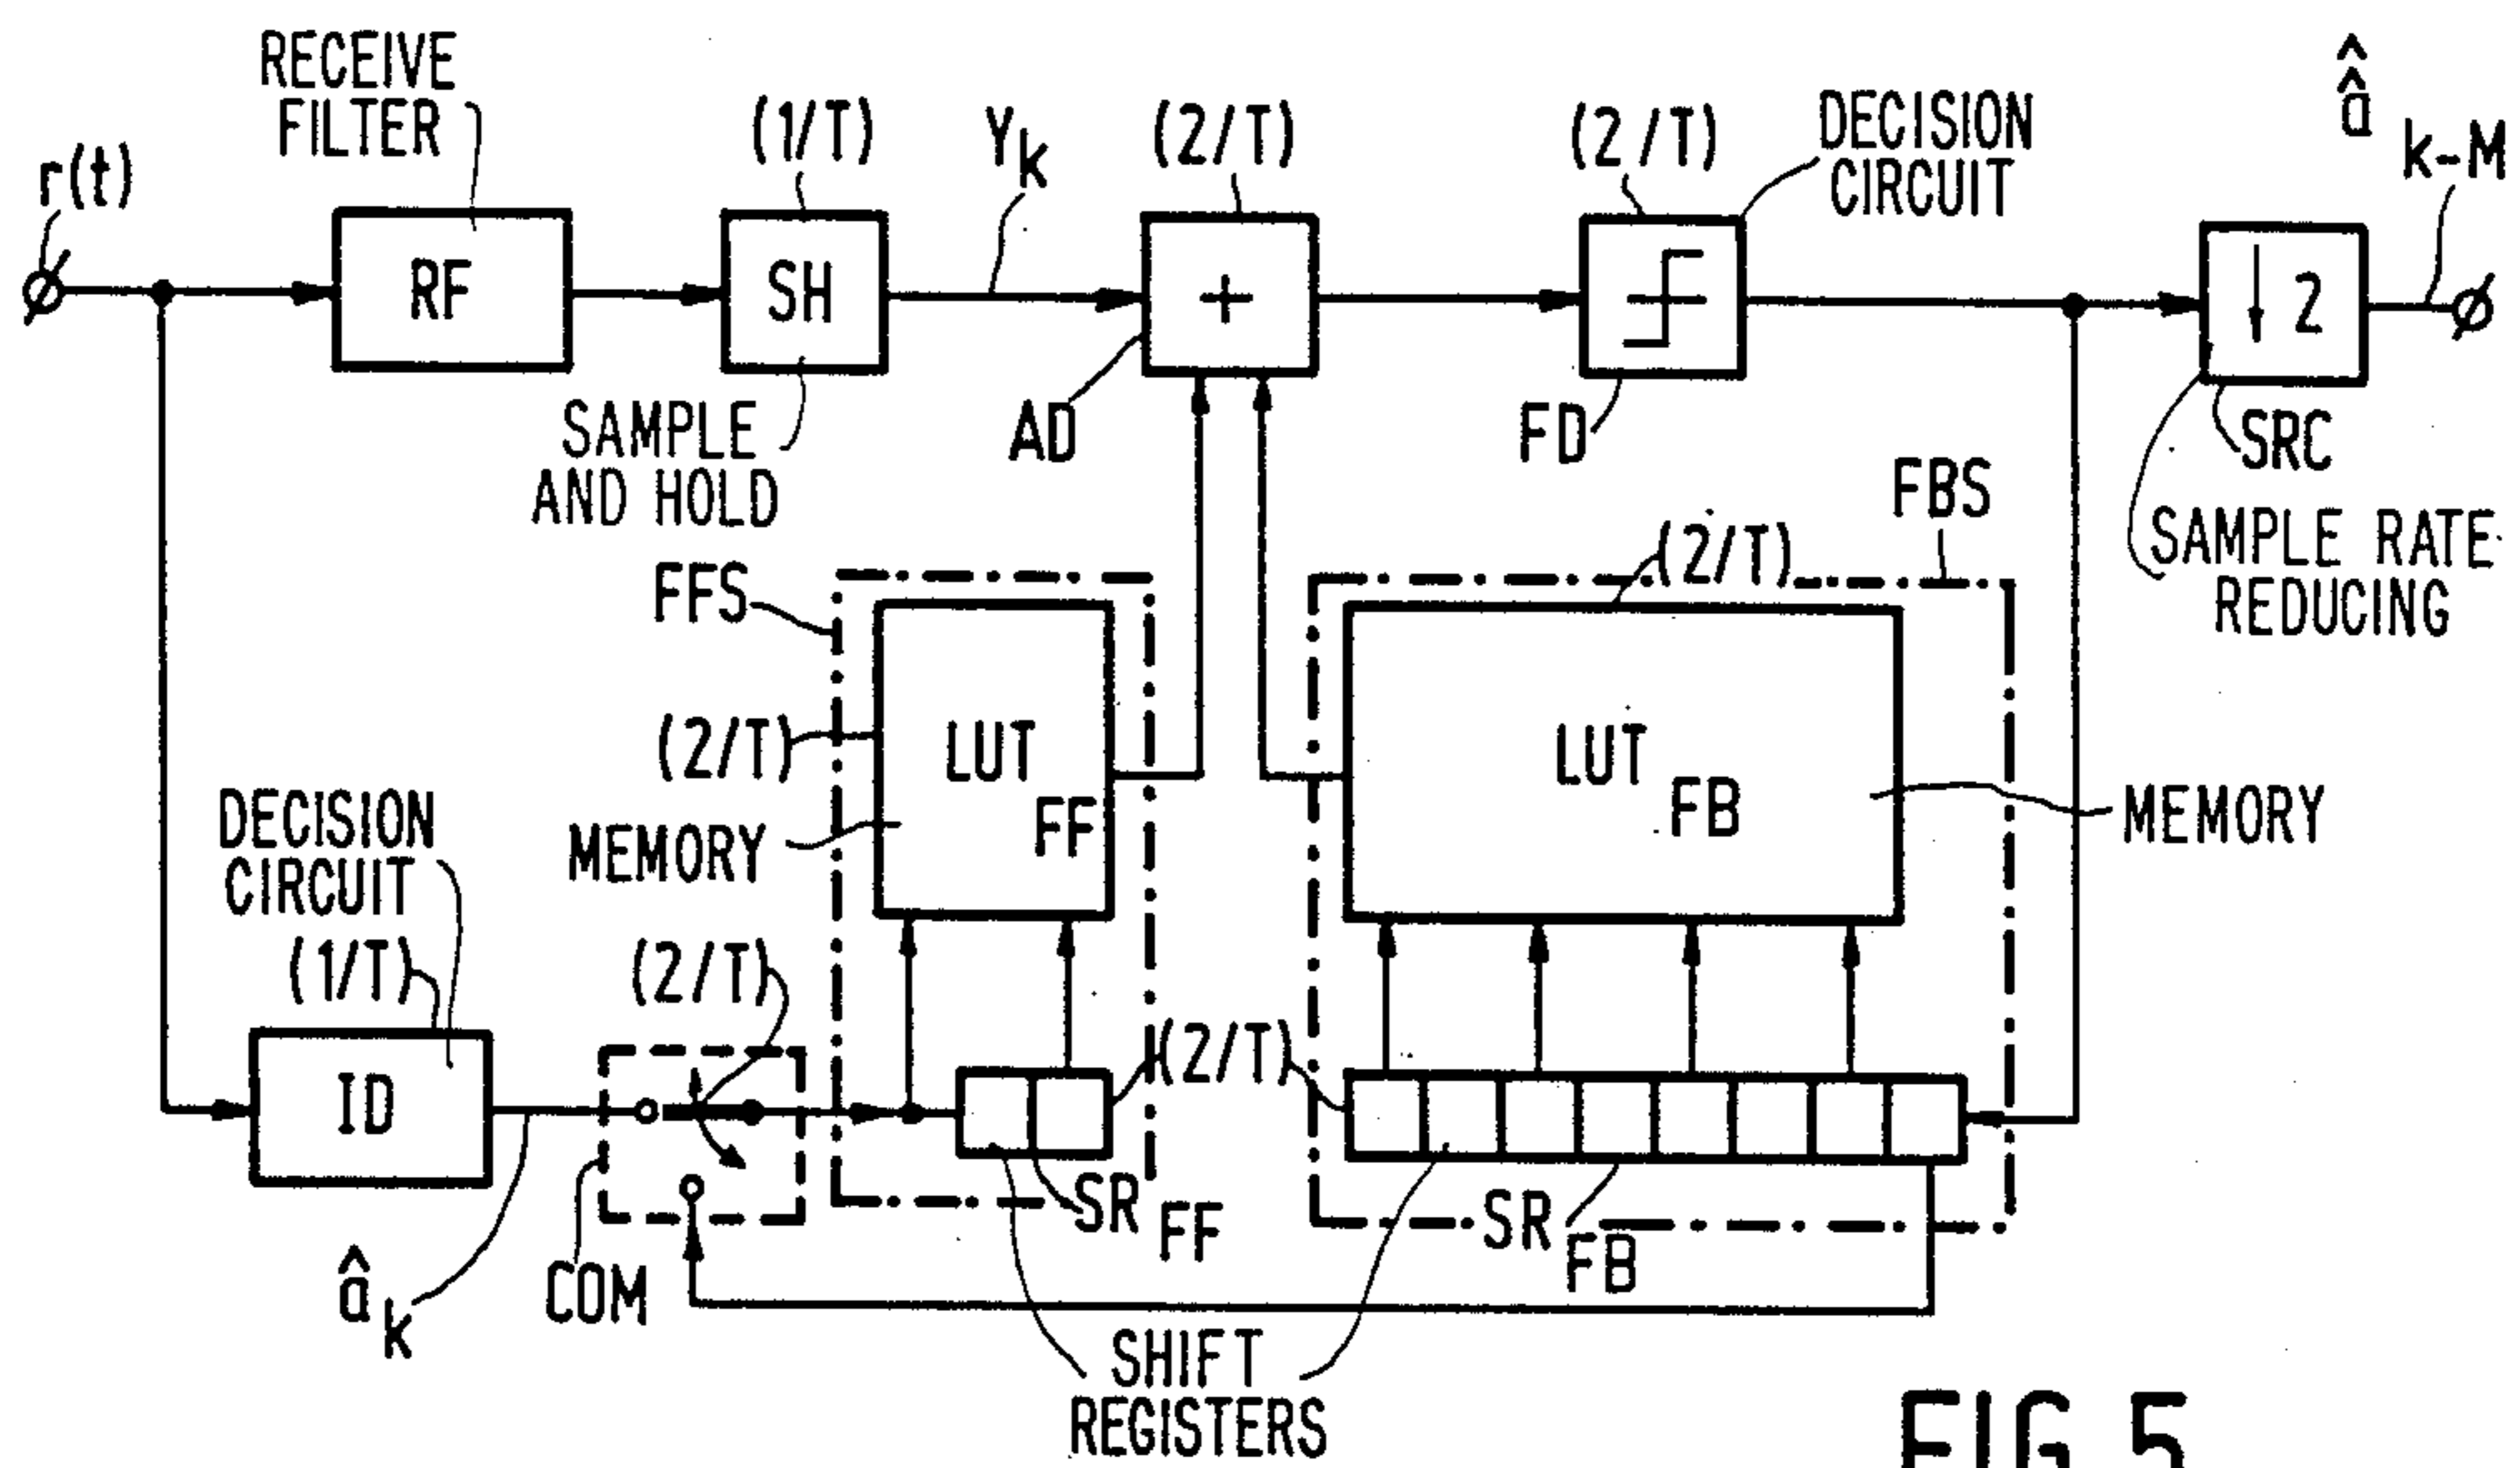 RECEIVE
FILTER
r(t)
(1/T)
Y k
(2/T)
(2/T)
DECISION
CIRCUIT
â̂ k-M
RF
SH
+
↓ 2
SAMPLE
AND HOLD
AD
FD
SRC
FBS
SAMPLE RATE
REDUCING
FFS
(2/T)
(2/T)
LUT FF
LUT FB
MEMORY
MEMORY
DECISION
CIRCUIT
(1/T)
(2/T)
(2/T)
ID
SR FF
SR FB
â k
COM
SHIFT
REGISTERS
FIG. 5